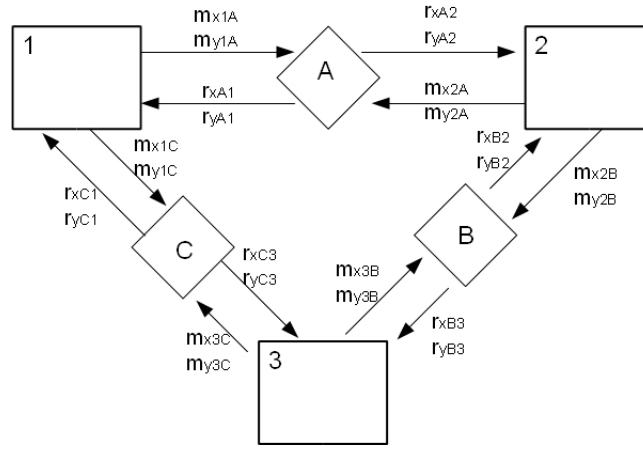 1
mx1A
my1A
A
rxA2
ryA2
2
rxA1
ryA1
mx2A
my2A
mx1C
my1C
rxB2
ryB2
mx2B
my2B
rxC1
ryC1
C
rxC3
ryC3
B
mx3B
my3B
mx3C
my3C
3
rxB3
ryB3